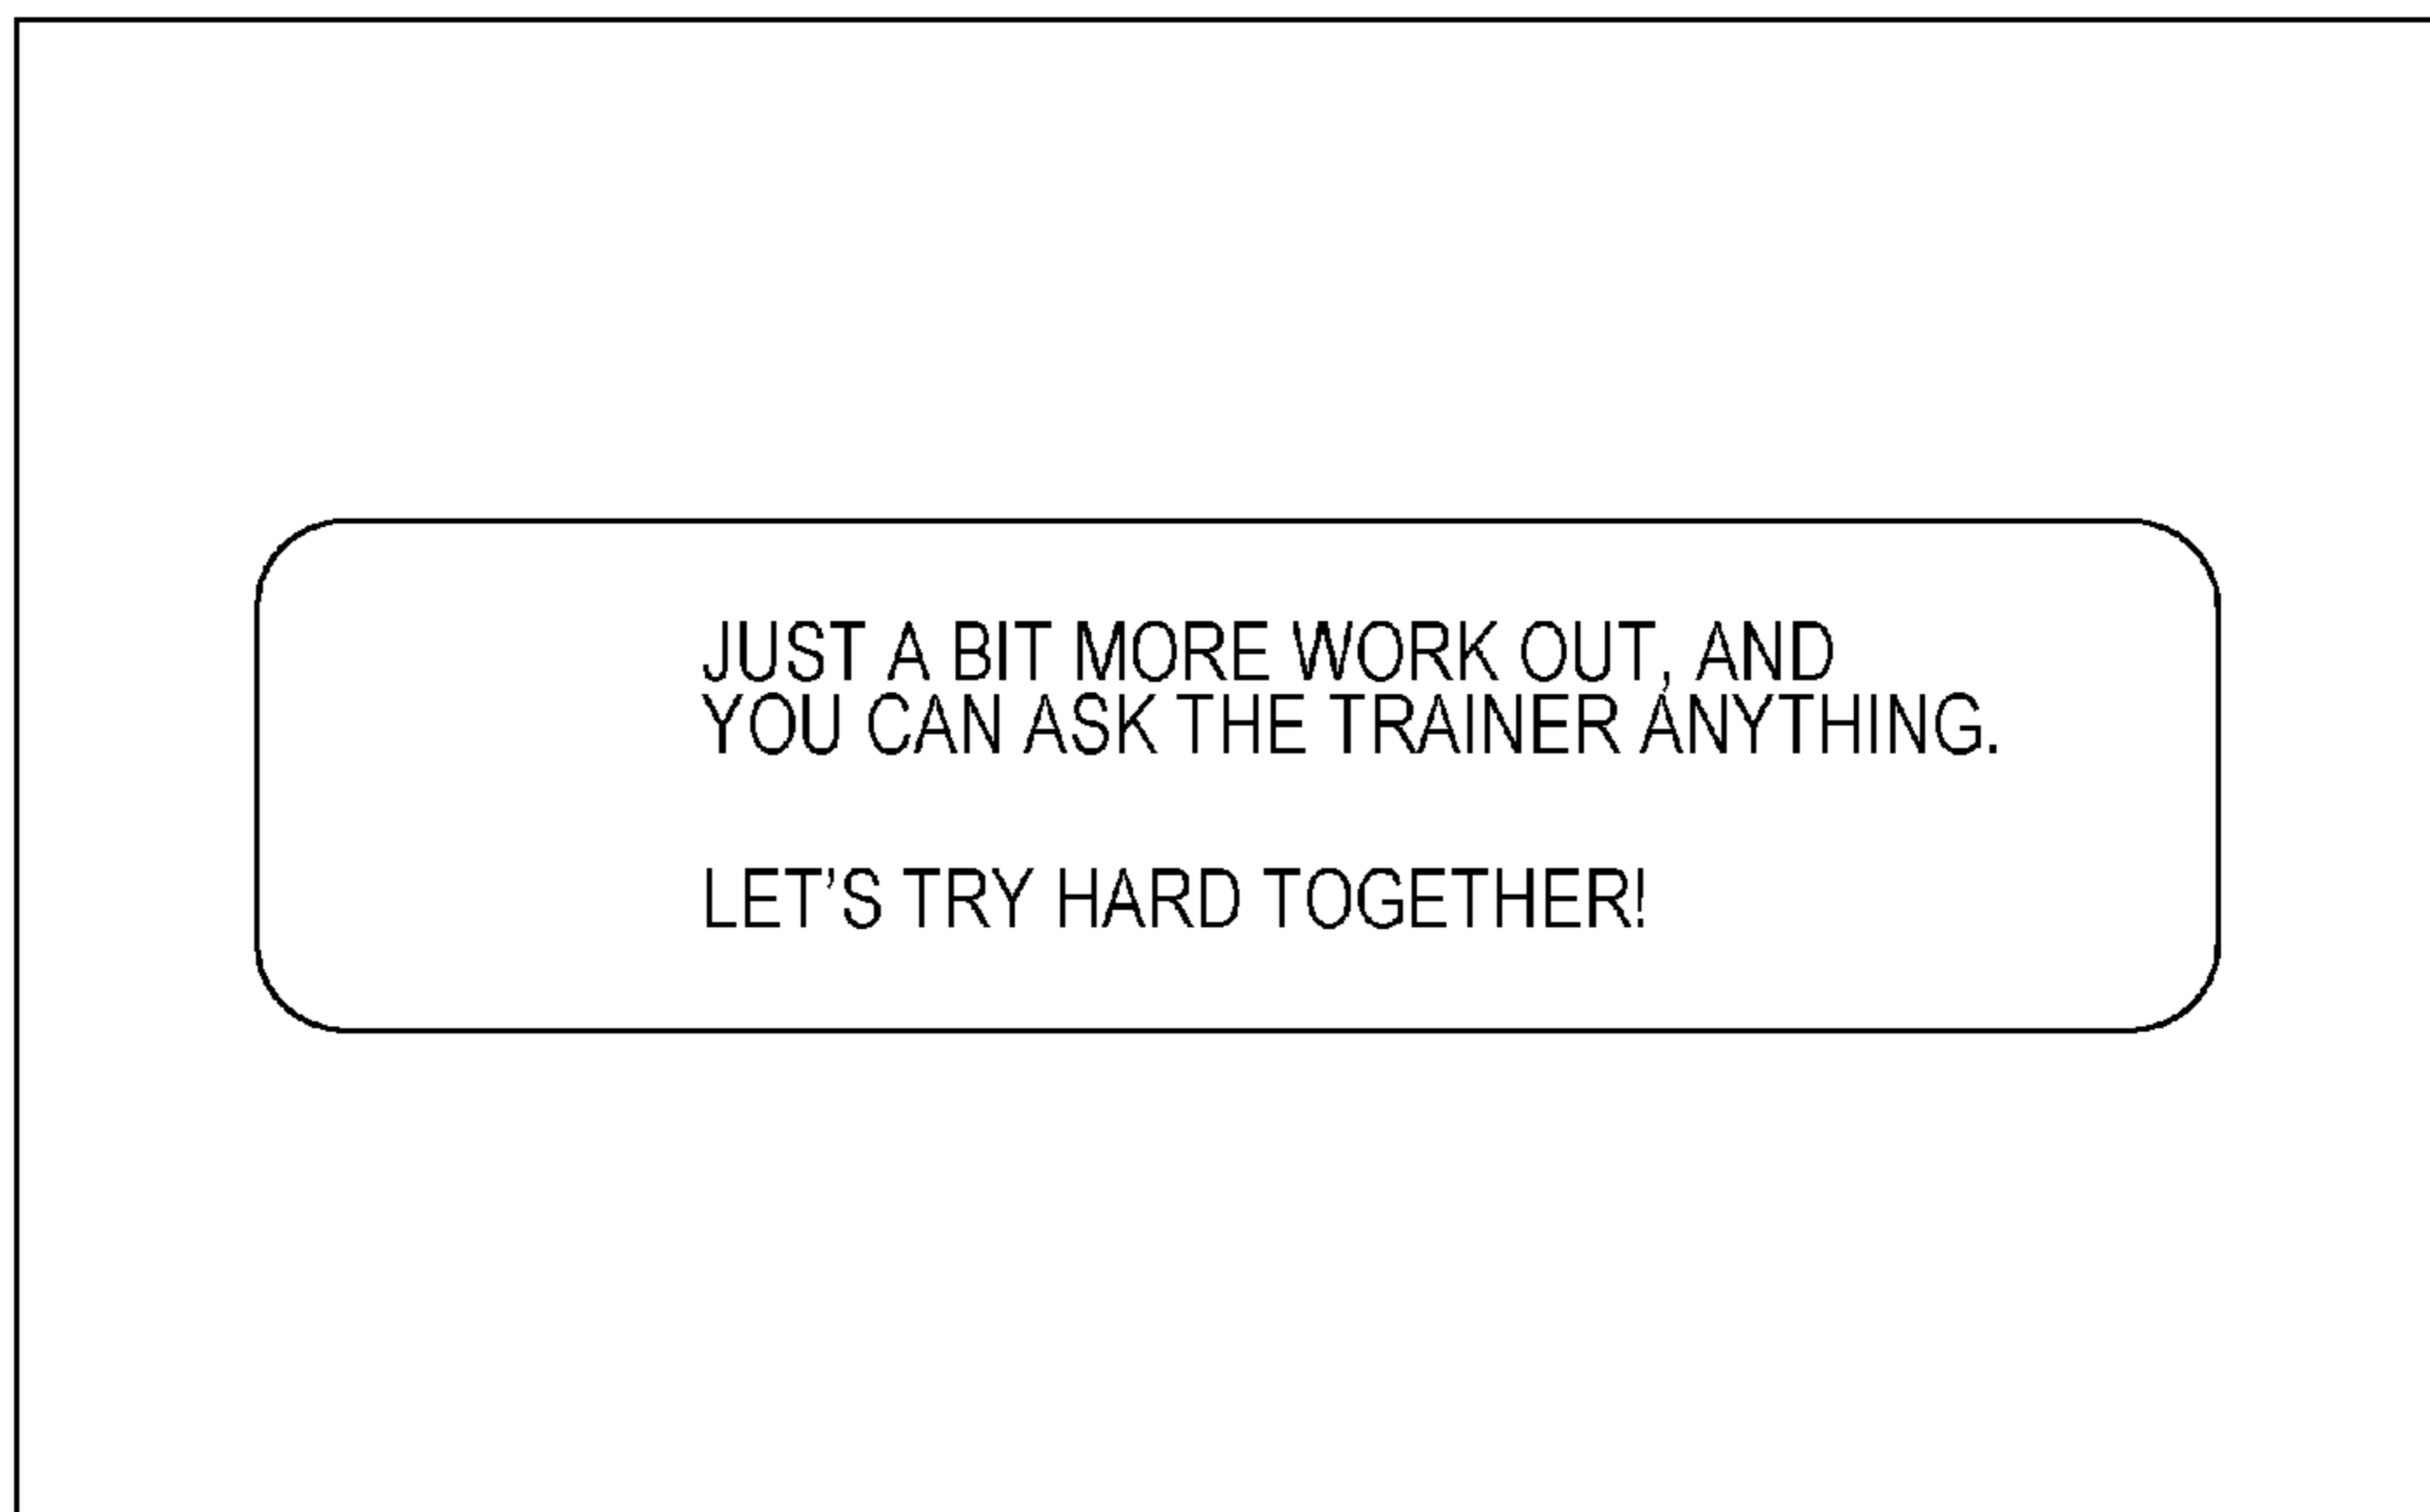 JUST A BIT MORE WORK OUT, AND
YOU CAN ASK THE TRAINER ANYTHING.
LET'S TRY HARD TOGETHER!